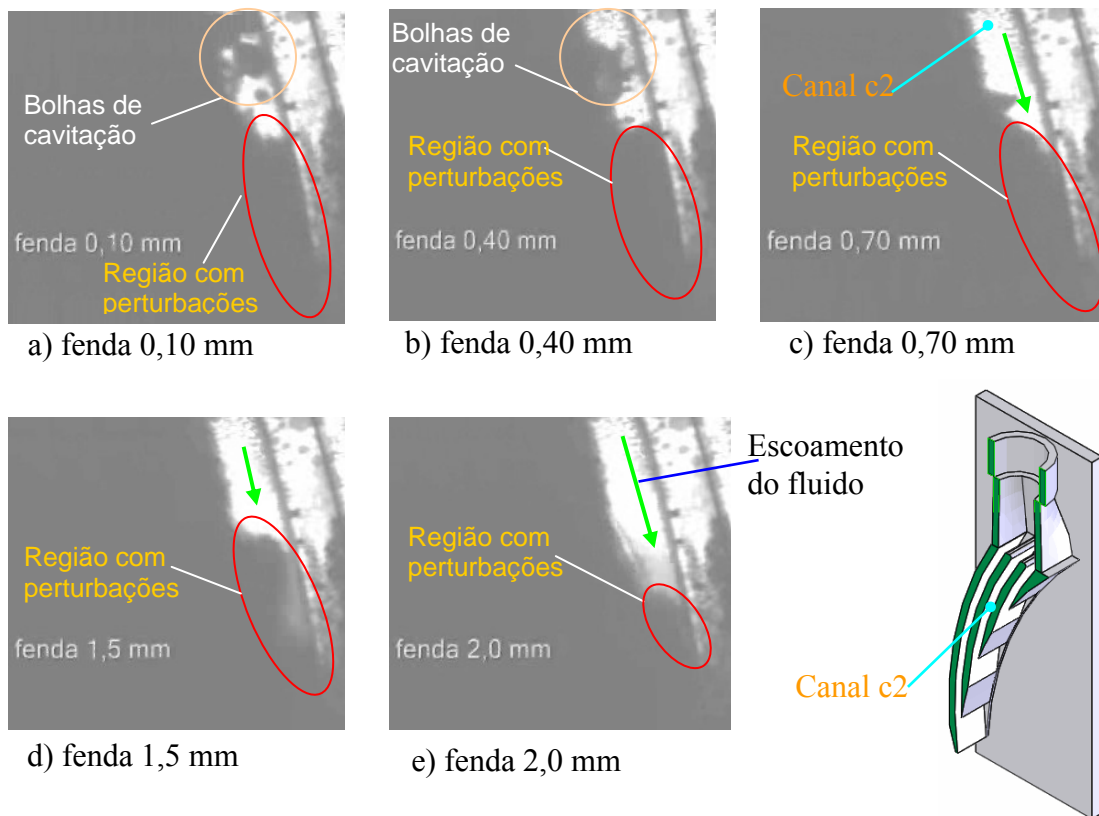 Bolhas de
cavitação
Região com
perturbações
fenda 0,10 mm
a) fenda 0,10 mm
Bolhas de
cavitação
Região com
perturbações
fenda 0,40 mm
b) fenda 0,40 mm
Canal c2
Região com
perturbações
fenda 0,70 mm
c) fenda 0,70 mm
Região com
perturbações
fenda 1,5 mm
d) fenda 1,5 mm
Escoamento
do fluido
Região com
perturbações
fenda 2,0 mm
e) fenda 2,0 mm
Canal c2